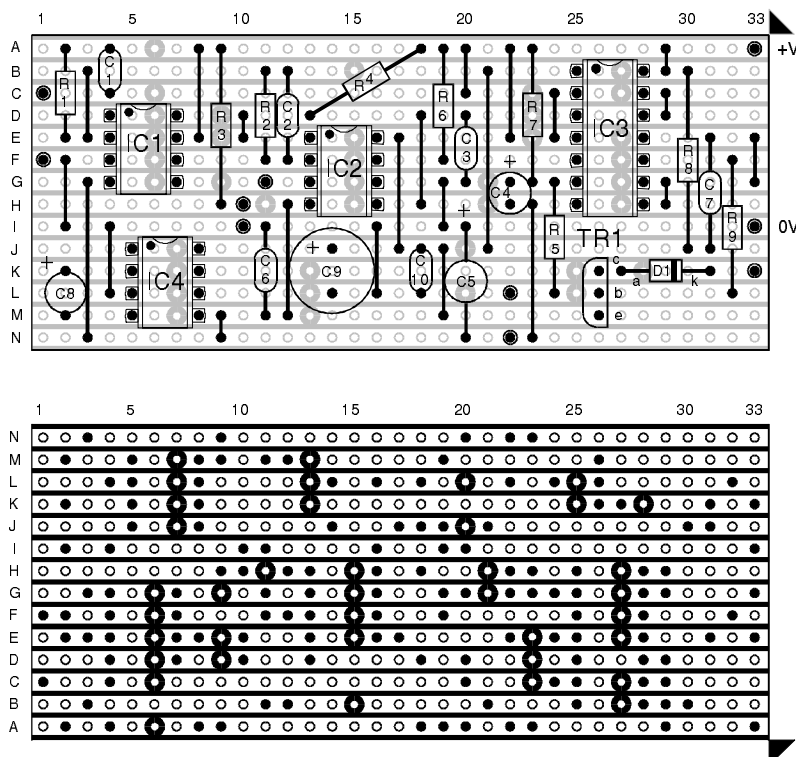 1 5 10 15 20 25 30 33
A +V
B
C
D
E
F
G
H
I 0V
J
K
L
M
N
R1
C1
IC1
R3
R2
C2
R4
IC2
R6
C3
R7
IC3
R8
C7
R9
+
C4
+
R5
TR1
+
C8
IC4
C6
+
C9
C10
C5
c
b
e
a
D1
k
1 5 10 15 20 25 30 33
N
M
L
K
J
I
H
G
F
E
D
C
B
A